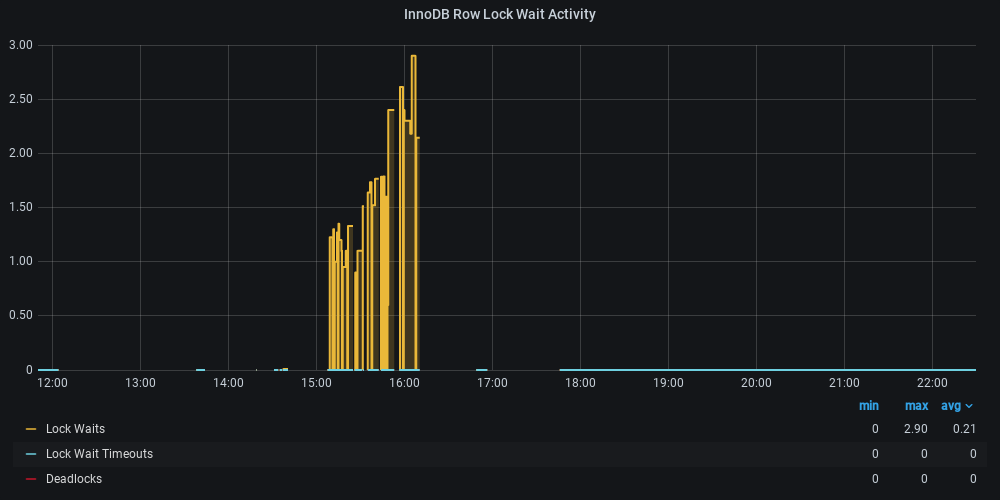 InnoDB Row Lock Wait Activity
3.00
2.50
2.00
1.50
1.00
0.50
0
12:00 13:00 14:00 15:00 16:00 17:00 18:00 19:00 20:00 21:00 22:00
min max avg
Lock Waits 0 2.90 0.21
Lock Wait Timeouts 0 0 0
Deadlocks 0 0 0